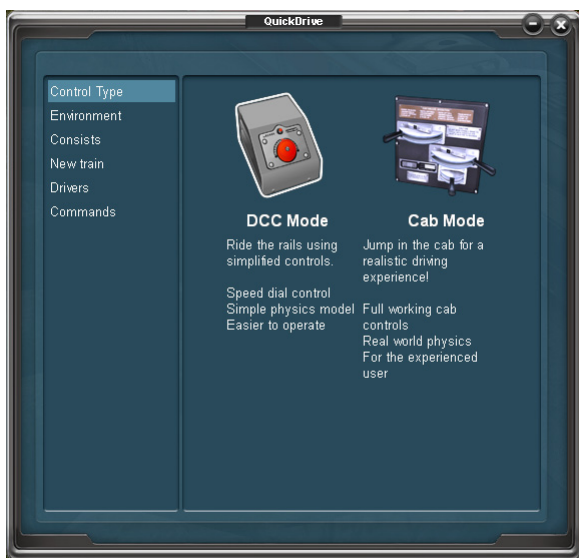 QuickDrive
Control Type
Environment
Consists
New train
Drivers
Commands
DCC Mode
Ride the rails using
simplified controls.
Speed dial control
Simple physics model
Easier to operate
Cab Mode
Jump in the cab for a
realistic driving
experience!
Full working cab
controls
Real world physics
For the experienced
user